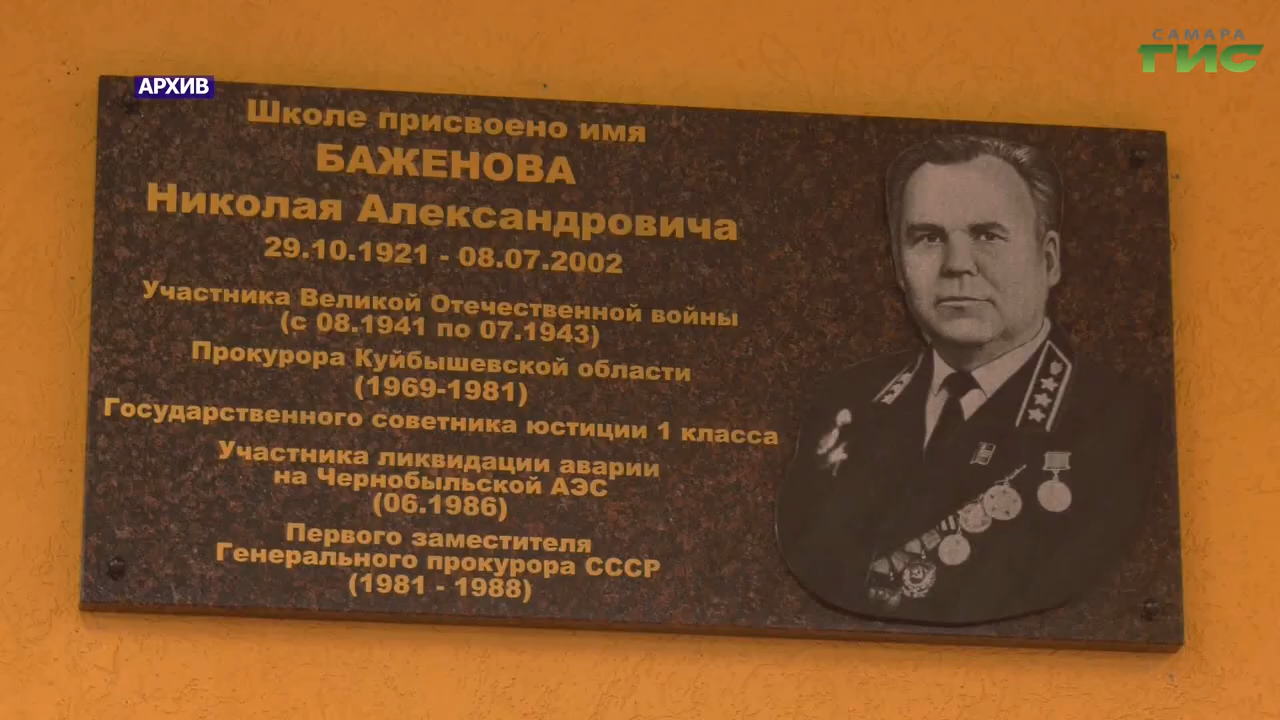 САМАРА
ГИС
АРХИВ
Школе присвоено имя
БАЖЕНОВА
Николая Александровича
29.10.1921 - 08.07.2002
Участника Великой Отечественной войны
(с 08.1941 по 07.1943)
Прокурора Куйбышевской области
(1969-1981)
Государственного советника юстиции 1 класса
Участника ликвидации аварии
на Чернобыльской АЭС
(06.1986)
Первого заместителя
Генерального прокурора СССР
(1981 - 1988)